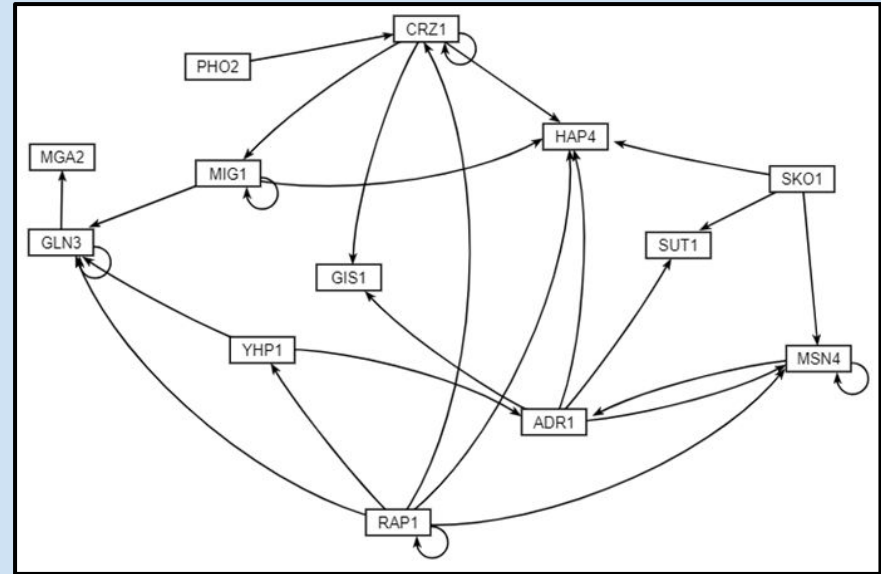 CRZ1
PHO2
HAP4
MGA2
MIG1
SKO1
GLN3
SUT1
GIS1
YHP1
MSN4
ADR1
RAP1